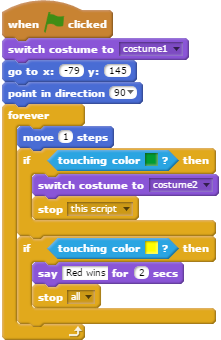 when clicked
switch costume to costume1
go to x: -79 y: 145
point in direction 90
forever
move 1 steps
if touching color ? then
switch costume to costume2
stop this script
if touching color ? then
say Red wins for 2 secs
stop all